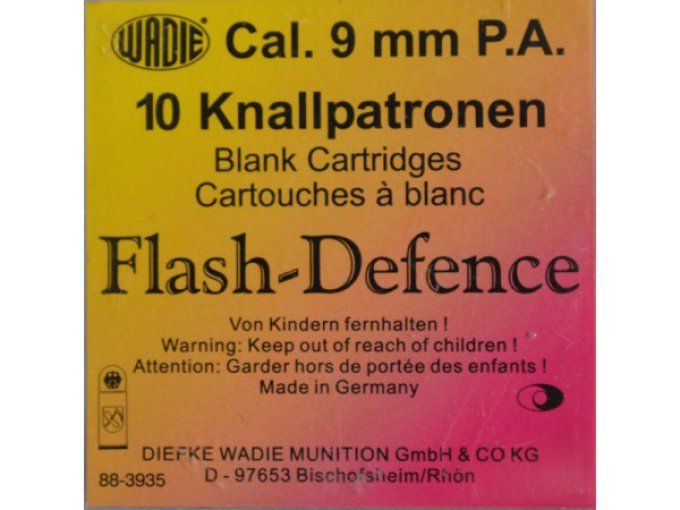 WADIE ® Cal. 9 mm P.A.
10 Knallpatronen
Blank Cartridges
Cartouches à blanc
Flash-Defence
Von Kindern fernhalten !
Warning: Keep out of reach of children !
Attention: Garder hors de portée des enfants !
Made in Germany
DIEFKE WADIE MUNITION GmbH & CO KG
88-3935 D - 97653 Bischofsheim/Rhön